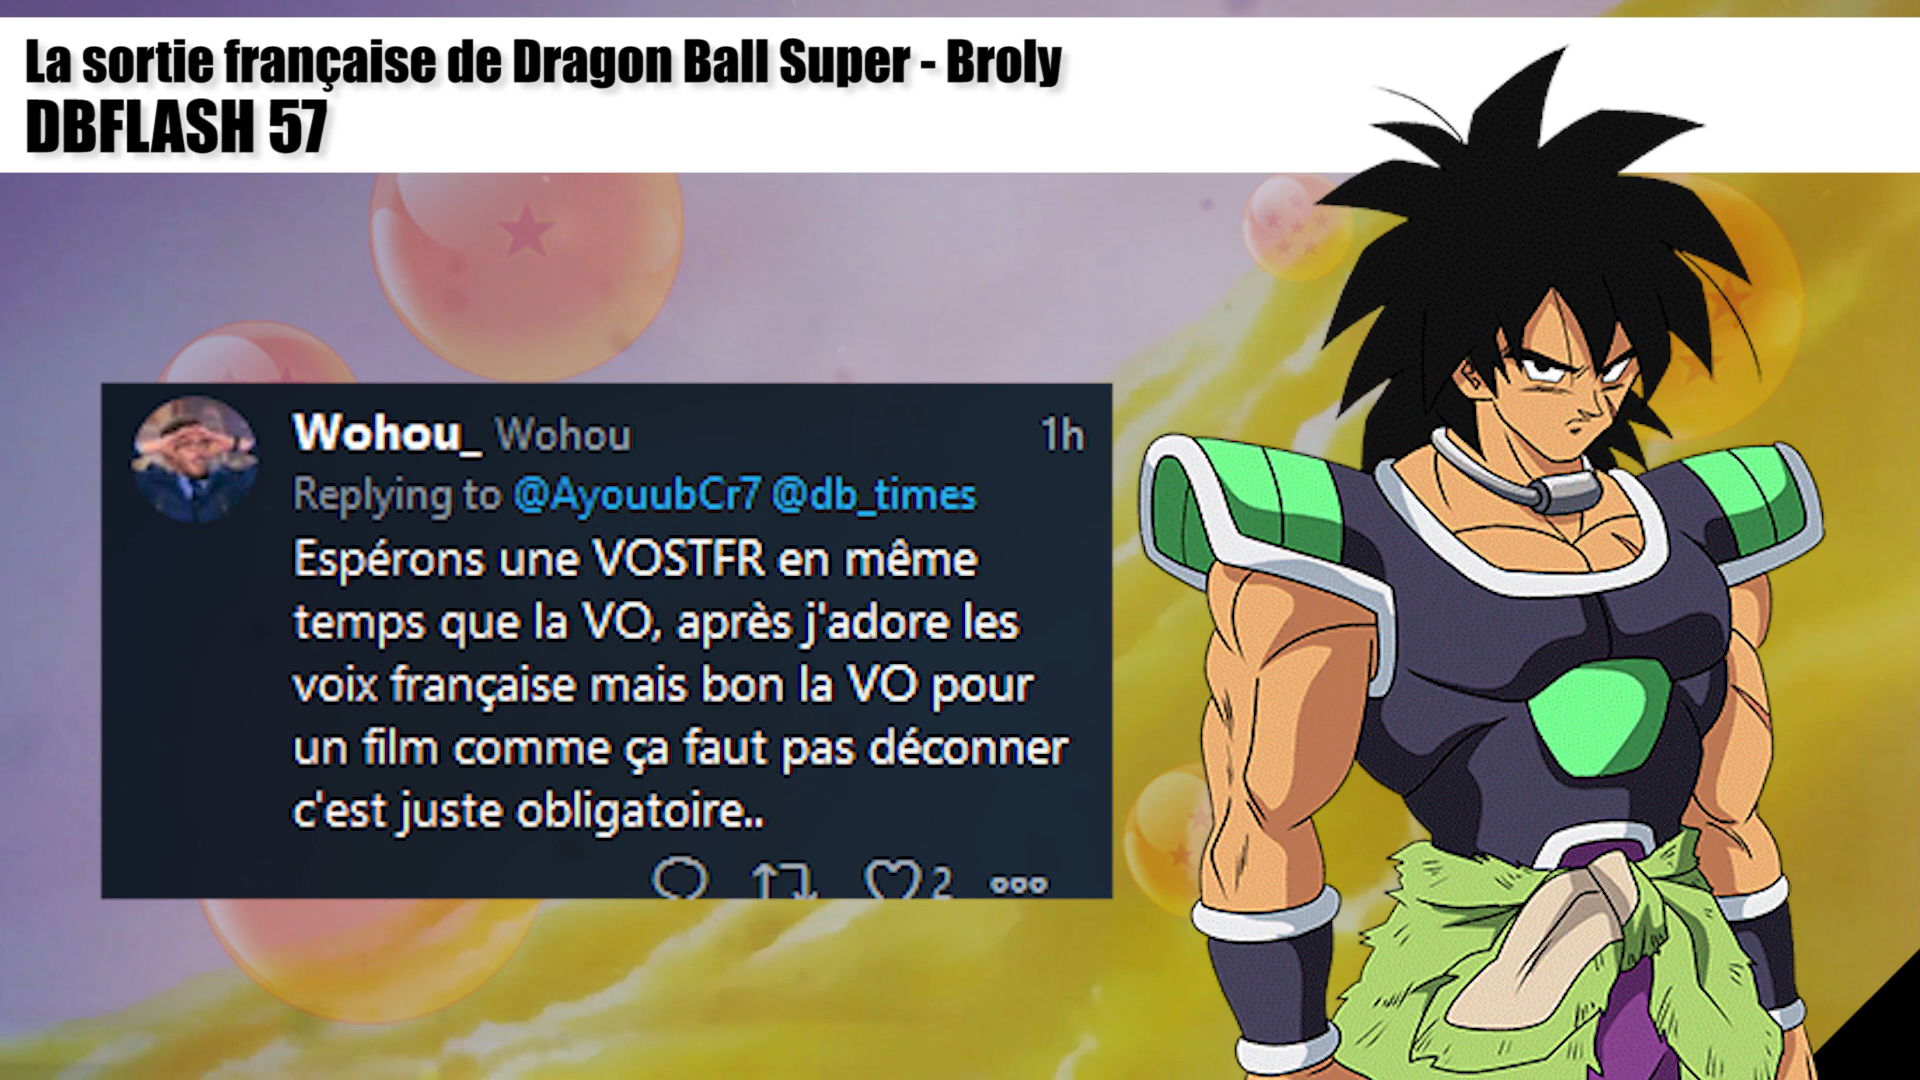 La sortie française de Dragon Ball Super - Broly
DBFLASH 57
Wohou_ Wohou 1h
Replying to @AyouubCr7 @db_times
Espérons une VOSTFR en même
temps que la VO, après j'adore les
voix française mais bon la VO pour
un film comme ça faut pas déconner
c'est juste obligatoire..
2